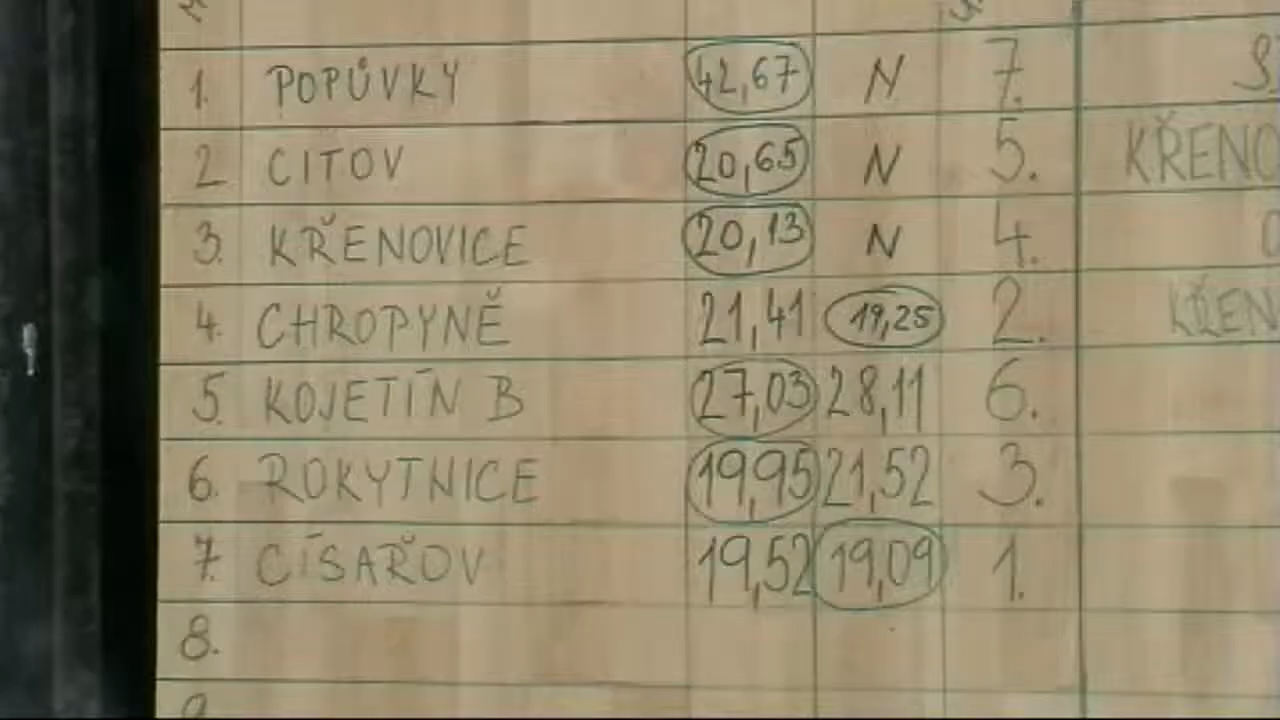 1. POPŮVKY 42,67 N 7.
2 CITOV 20,65 N 5. KŘENO
3. KŘENOVICE 20,13 N 4.
4. CHROPYNĚ 21,41 19,25 2. KŘEN
5. KOJETÍN B 27,03 28,11 6.
6. ROKYTNICE 19,95 21,52 3.
7. CÍSAŘOV 19,52 19,09 1.
8.